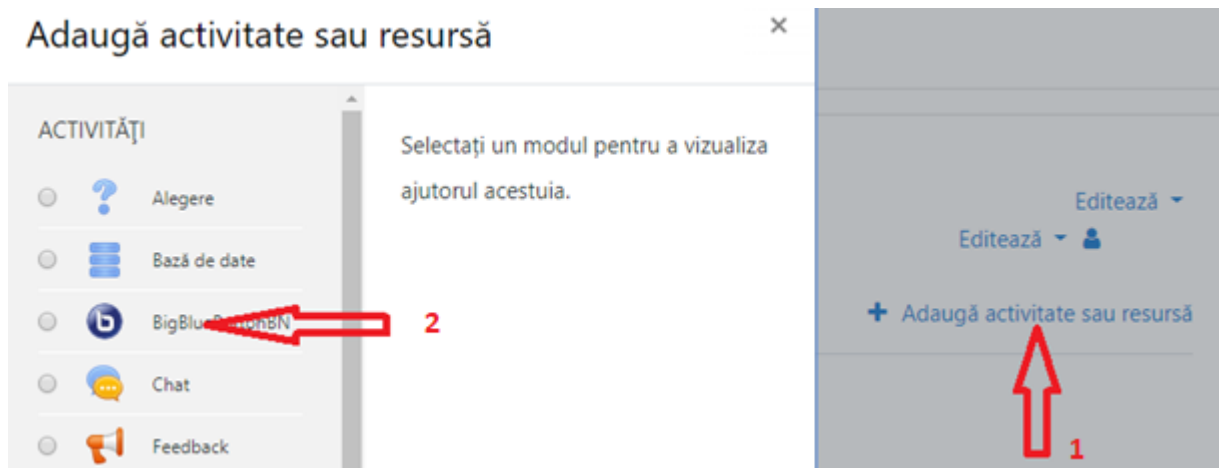 Adaugă activitate sau resursă
×
ACTIVITĂŢI
Alegere
Bază de date
BigBlu
Chat
Feedback
Selectați un modul pentru a vizualiza
ajutorul acestuia.
2
Editează
Editează
+ Adaugă activitate sau resursă
1